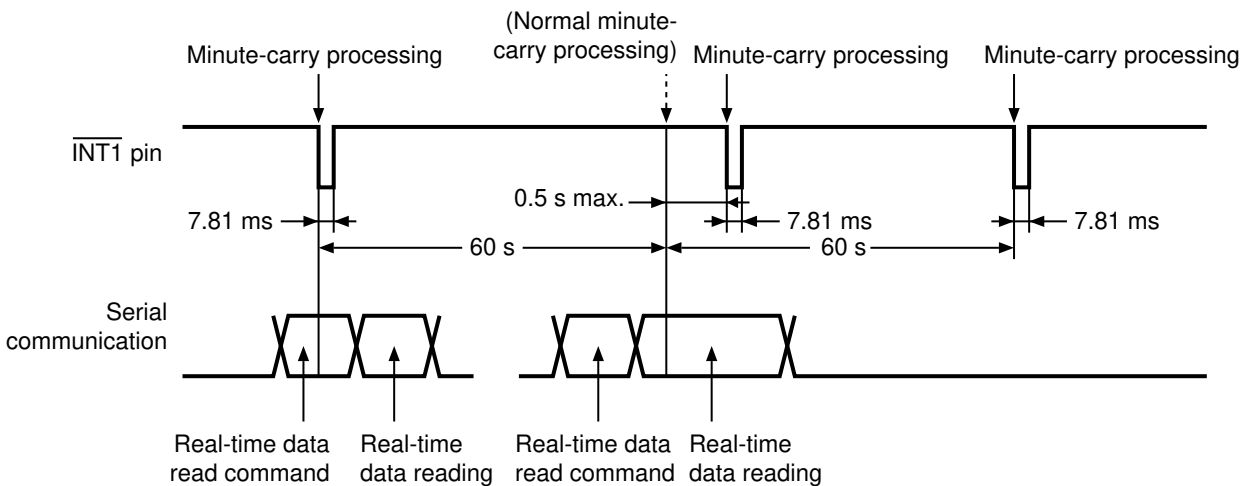 (Normal minute-
carry processing)
Minute-carry processing
Minute-carry processing
Minute-carry processing
INT1 pin
0.5 s max.
7.81 ms
7.81 ms
7.81 ms
60 s
60 s
Serial
communication
Real-time data
read command
Real-time
data reading
Real-time data
read command
Real-time
data reading